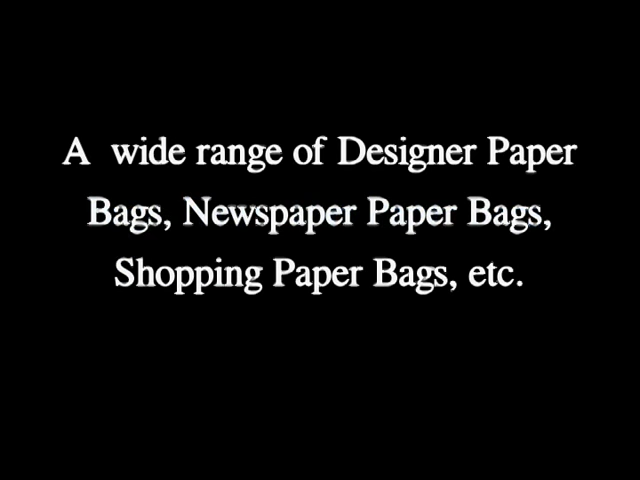 A wide range of Designer Paper
Bags, Newspaper Paper Bags,
Shopping Paper Bags, etc.